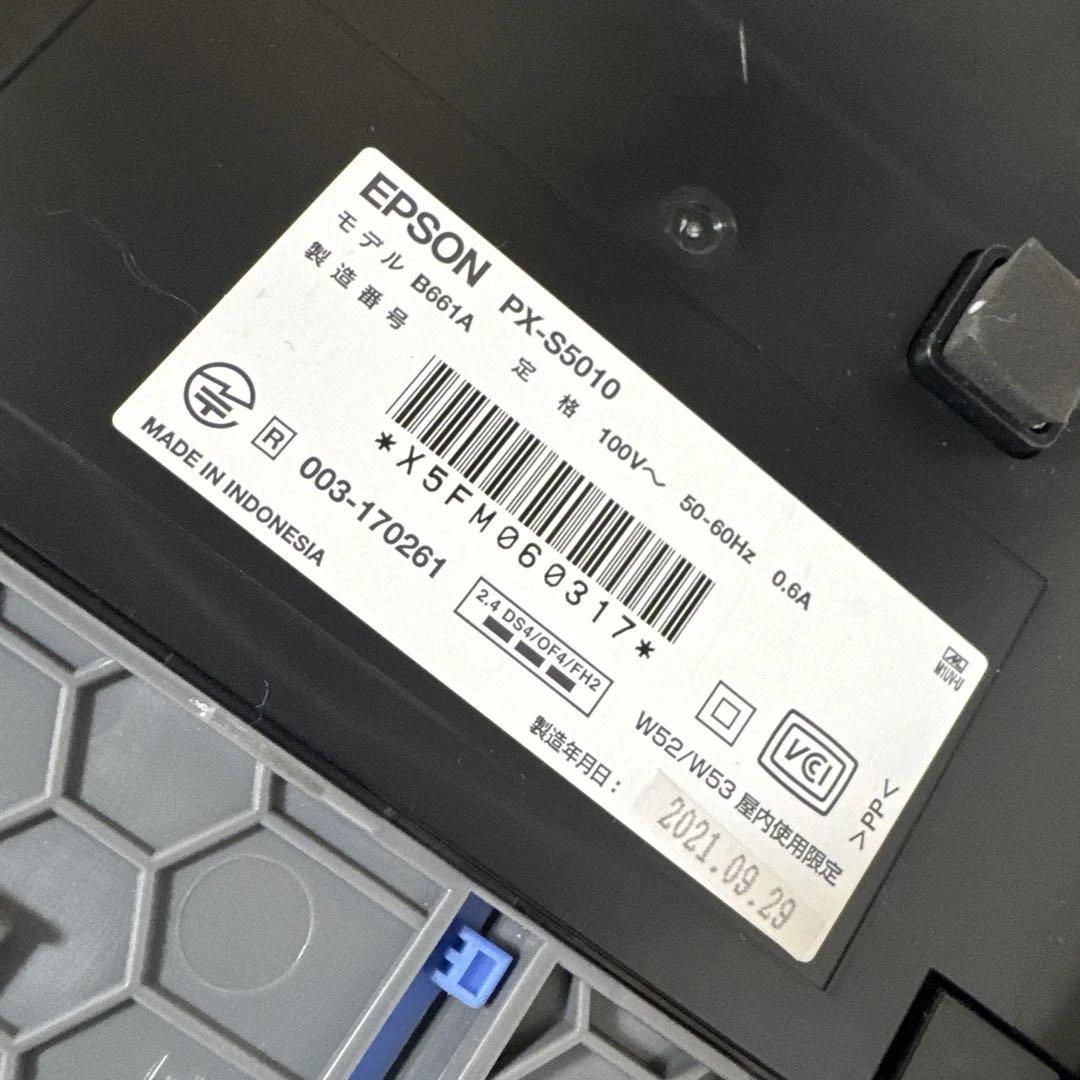 EPSON PX-S5010
モデル B661A 定格 100V～ 50-60Hz 0.6A
製造番号
*X5FM060317*
R 003-170261
MADE IN INDONESIA
2.4 DS4/OF4/FH2
W52/W53 屋内使用限定
製造年月日：
2021.09.29
VCI
>PP<
M1UV-U